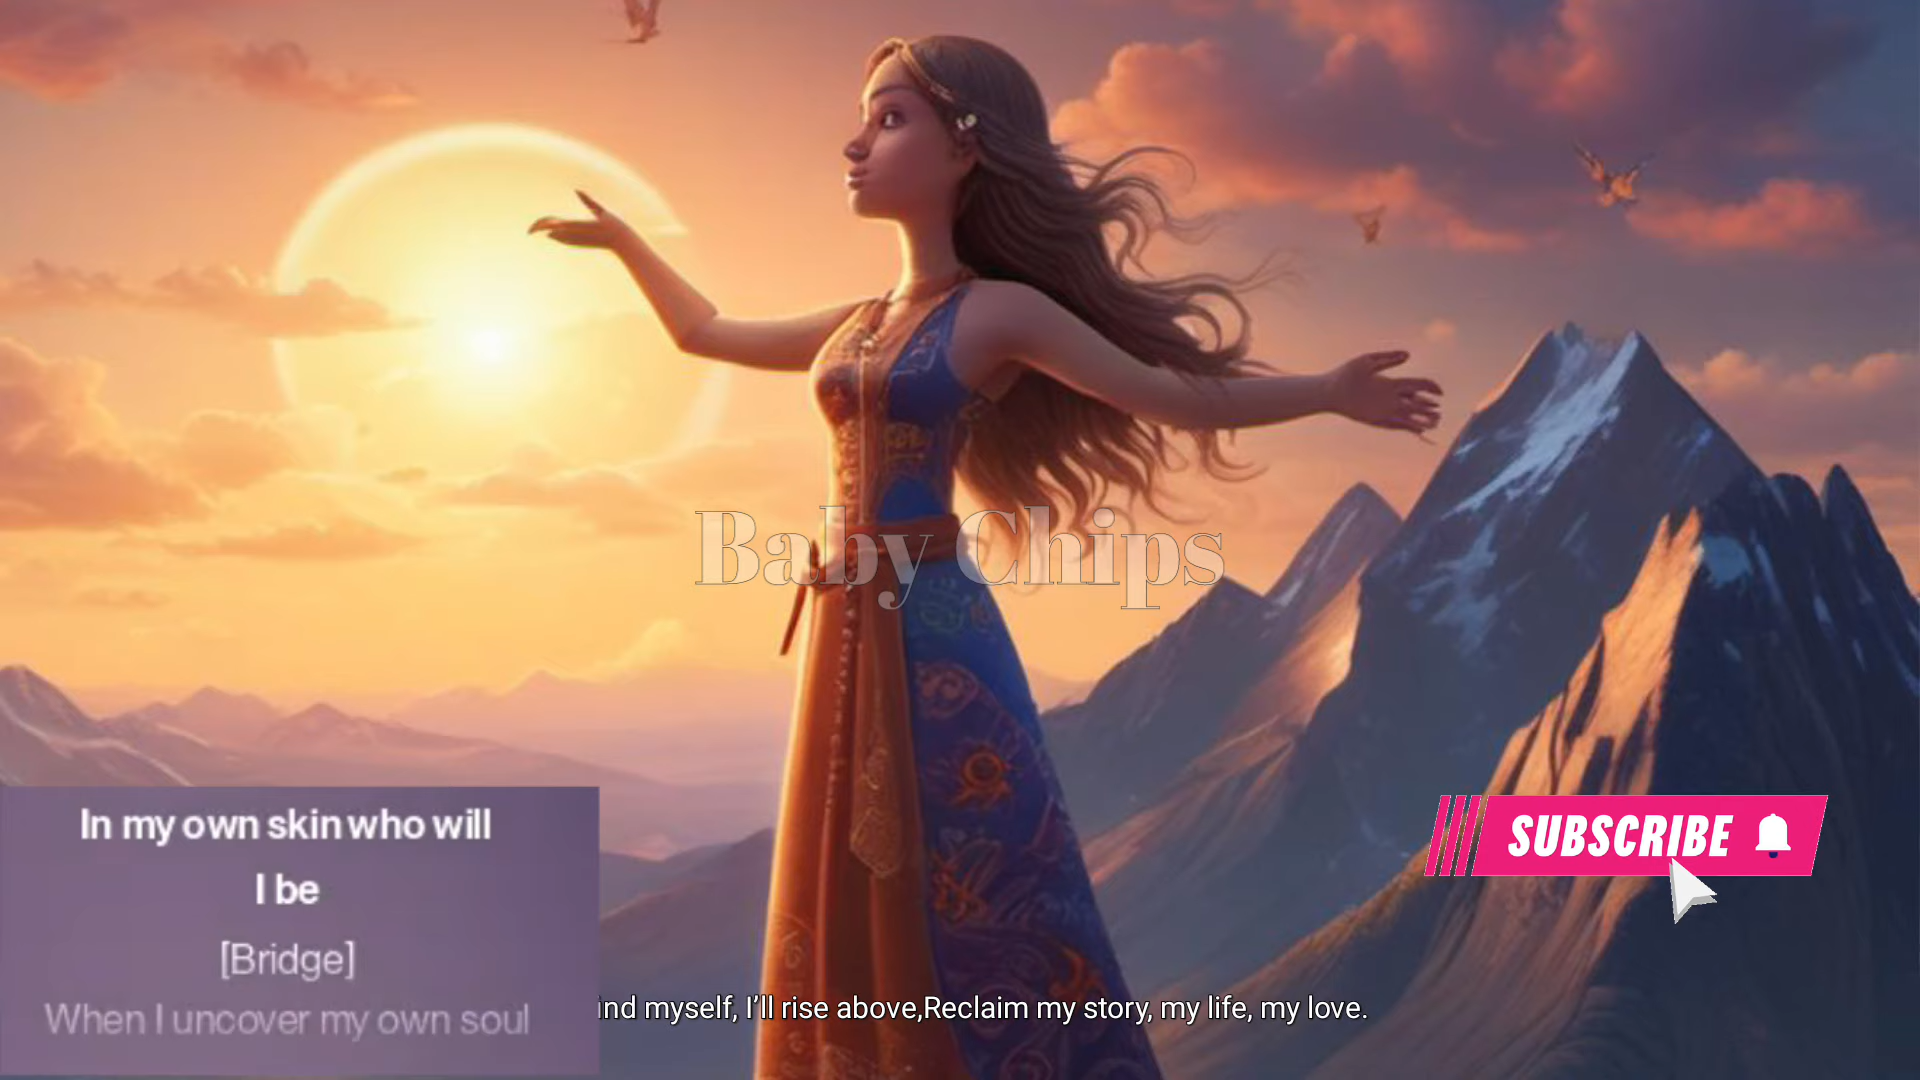 Baby Chips
In my own skin who will
I be
[Bridge]
When I uncover my own soul
SUBSCRIBE
myself, I'll rise above,Reclaim my story, my life, my love.